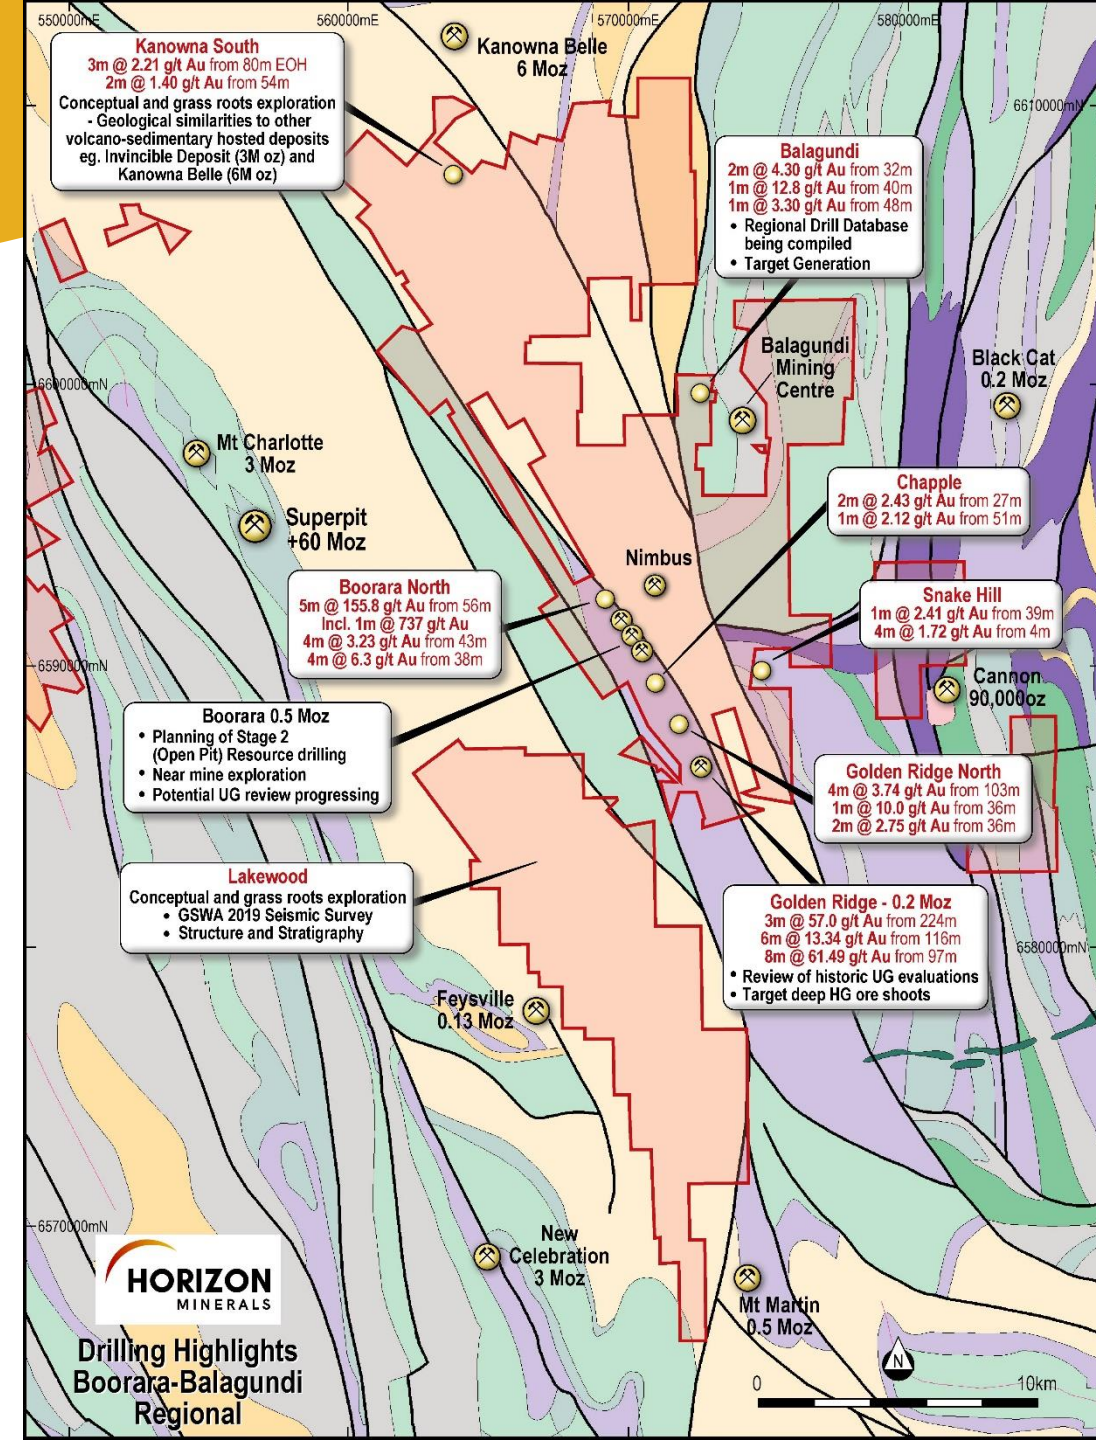 550000mE
560000mE
570000mE
580000mE
Kanowna South
3m @ 2.21 g/t Au from 80m EOH
2m @ 1.40 g/t Au from 54m
Conceptual and grass roots exploration
- Geological similarities to other
volcano-sedimentary hosted deposits
eg. Invincible Deposit (3M oz) and
Kanowna Belle (6M oz)
Kanowna Belle
6 Moz
6610000mN
Balagundi
2m @ 4.30 g/t Au from 32m
1m @ 12.8 g/t Au from 40m
1m @ 3.30 g/t Au from 48m
• Regional Drill Database
being compiled
• Target Generation
Balagundi
Mining
Centre
Black Cat
0.2 Moz
6600000mN
Mt Charlotte
3 Moz
Superpit
+60 Moz
Chapple
2m @ 2.43 g/t Au from 27m
1m @ 2.12 g/t Au from 51m
Nimbus
Boorara North
5m @ 155.8 g/t Au from 56m
Incl. 1m @ 737 g/t Au
4m @ 3.23 g/t Au from 43m
4m @ 6.3 g/t Au from 38m
Snake Hill
1m @ 2.41 g/t Au from 39m
4m @ 1.72 g/t Au from 4m
6590000mN
Cannon
90,000oz
Boorara 0.5 Moz
• Planning of Stage 2
(Open Pit) Resource drilling
• Near mine exploration
• Potential UG review progressing
Golden Ridge North
4m @ 3.74 g/t Au from 103m
1m @ 10.0 g/t Au from 36m
2m @ 2.75 g/t Au from 36m
Lakewood
Conceptual and grass roots exploration
• GSWA 2019 Seismic Survey
• Structure and Stratigraphy
Golden Ridge - 0.2 Moz
3m @ 57.0 g/t Au from 224m
6m @ 13.34 g/t Au from 116m
8m @ 61.49 g/t Au from 97m
• Review of historic UG evaluations
• Target deep HG ore shoots
6580000mN
Feysville
0.13 Moz
6570000mN
New
Celebration
3 Moz
Mt Martin
0.5 Moz
HORIZON
MINERALS
Drilling Highlights
Boorara-Balagundi
Regional
N
0
10km